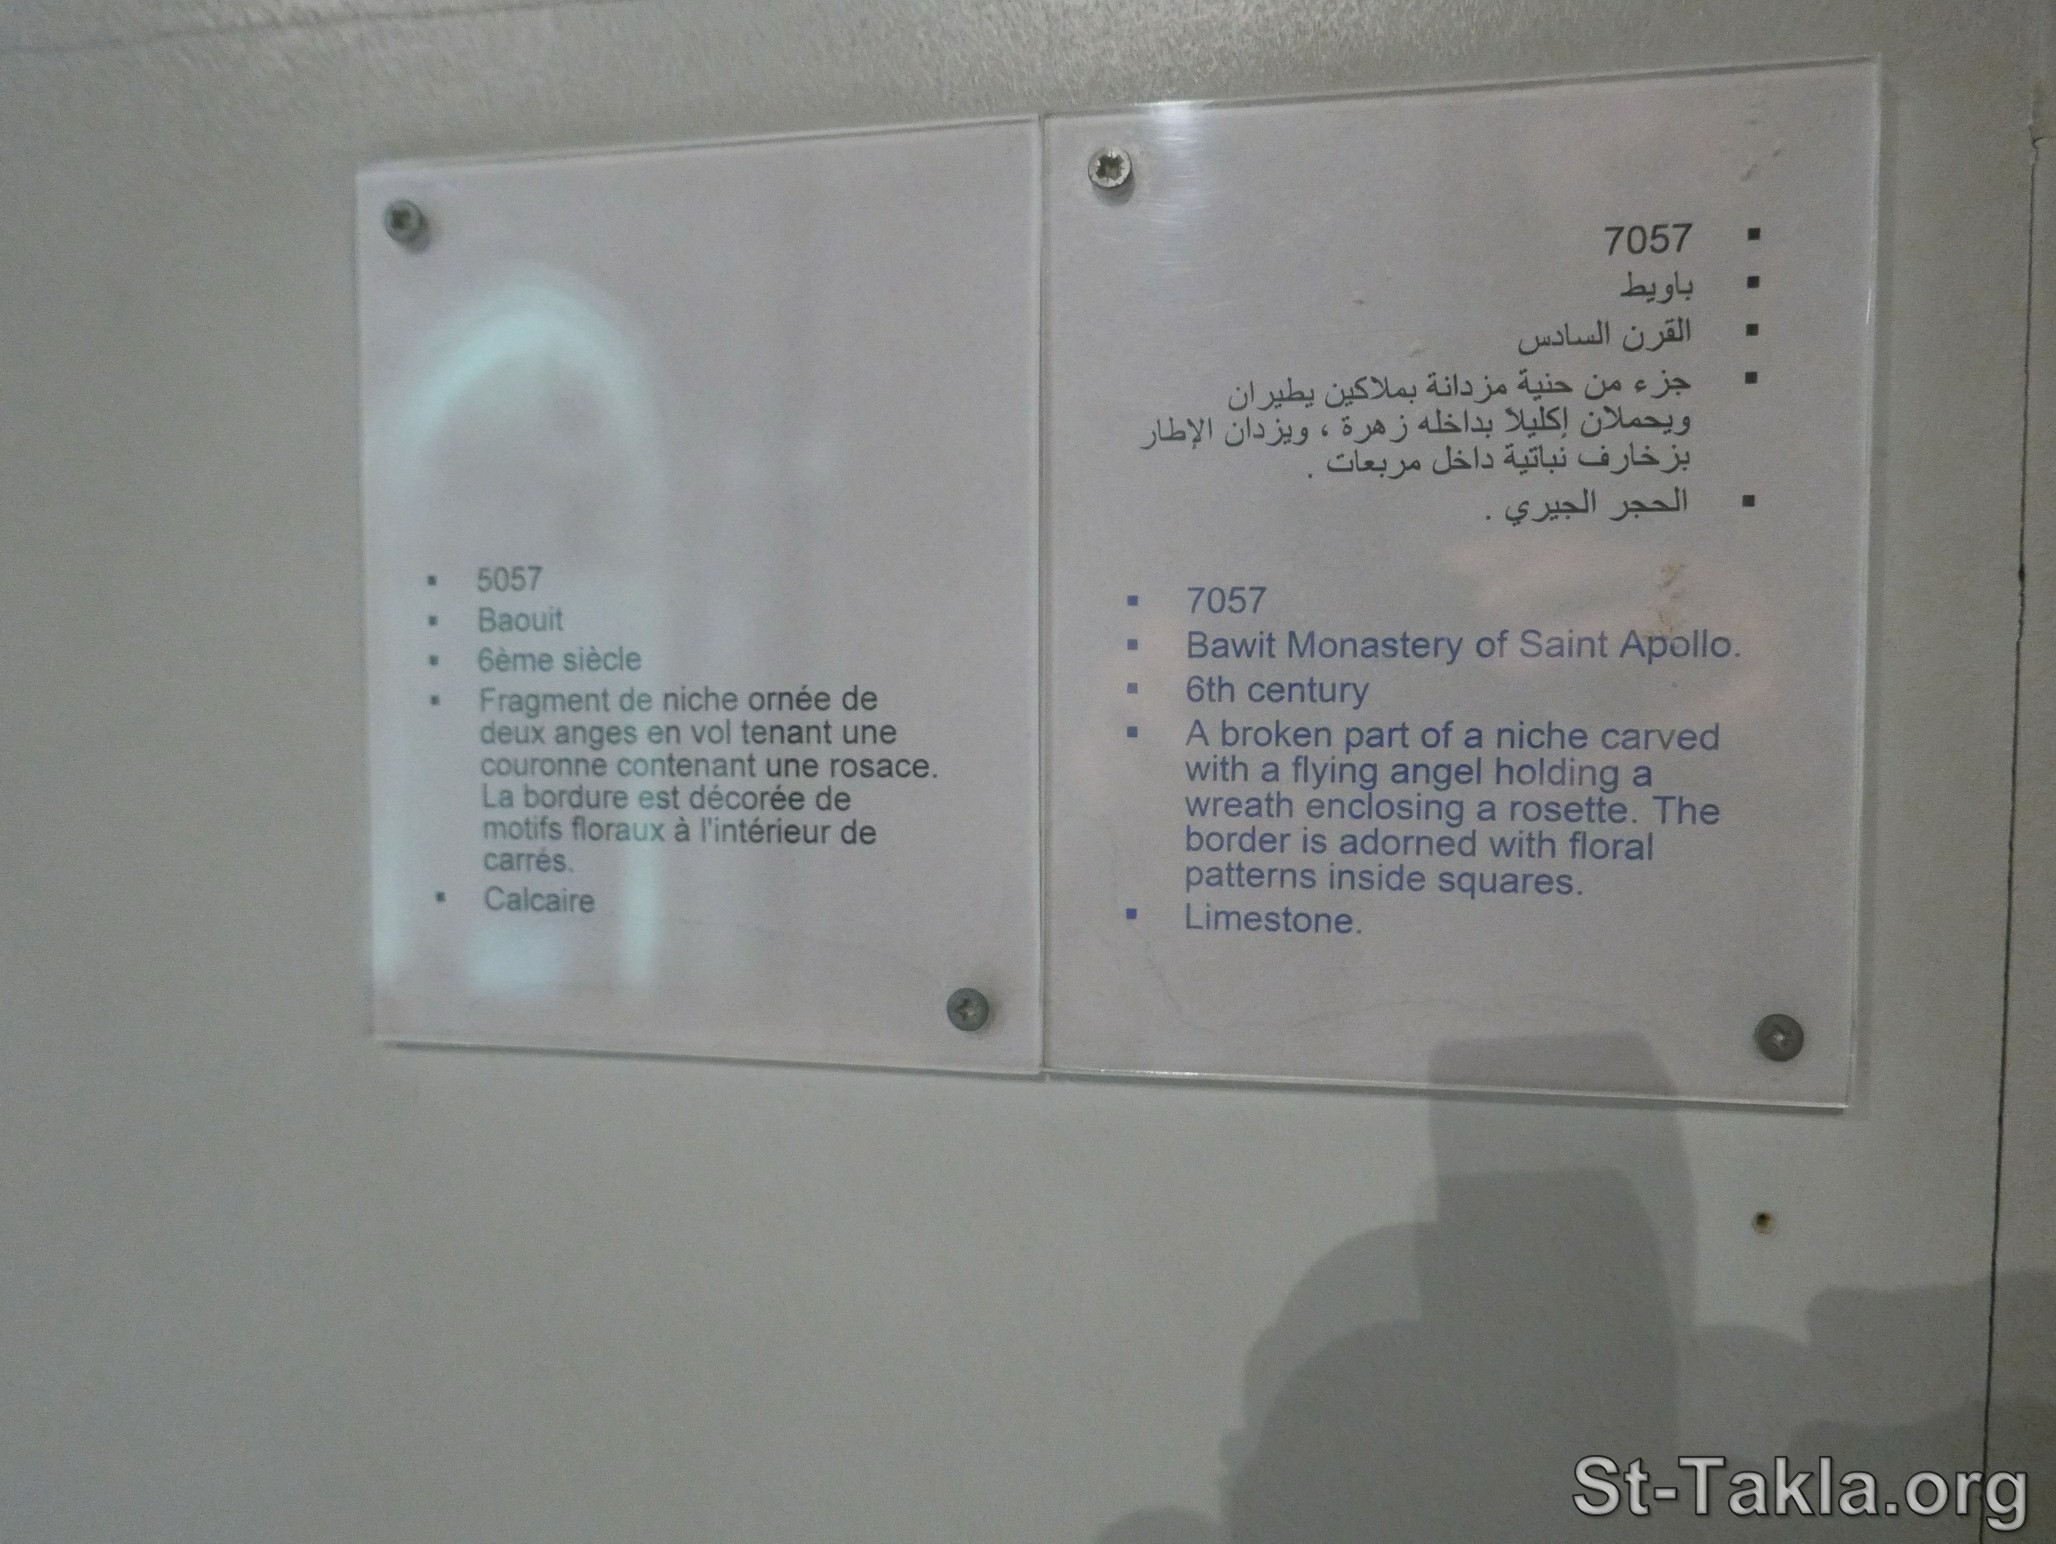 5057
Baouit
6ème siècle
Fragment de niche ornée de
deux anges en vol tenant une
couronne contenant une rosace.
La bordure est décorée de
motifs floraux à l'intérieur de
carrés.
Calcaire
7057
باويط
القرن السادس
جزء من حنية مزدانة بملاكين يطيران
ويحملان إكليلاً بداخله زهرة ، ويزدان الإطار
بزخارف نباتية داخل مربعات .
الحجر الجيري .
7057
Bawit Monastery of Saint Apollo.
6th century
A broken part of a niche carved
with a flying angel holding a
wreath enclosing a rosette. The
border is adorned with floral
patterns inside squares.
Limestone.
St-Takla.org